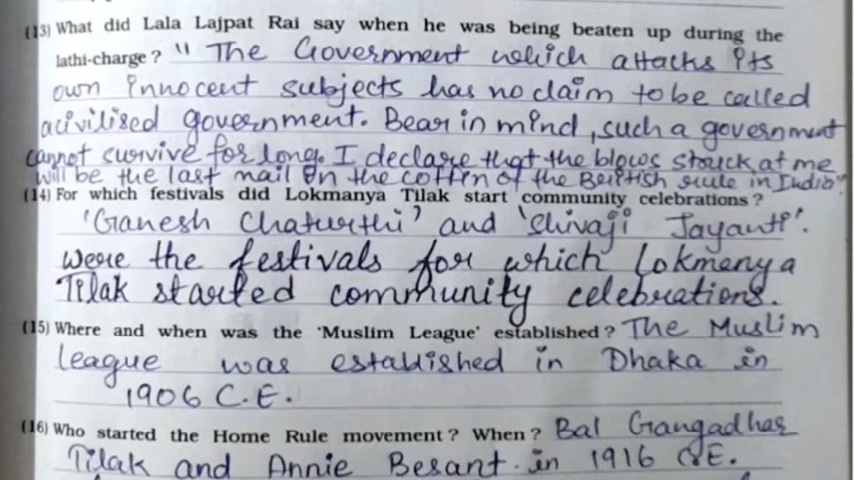 (13) What did Lala Lajpat Rai say when he was being beaten up during the
lathi-charge ? " The Government which attacks its
own innocent subjects has no claim to be called
acivilised government. Bear in mind, such a government
cannot survive for long. I declare that the blows struck at me
will be the last mail on the coffin of the British rule in India".
(14) For which festivals did Lokmanya Tilak start community celebrations ?
'Ganesh Chaturthi' and 'Shivaji Jayanti'.
were the festivals for which Lokmanya
Tilak started community celebrations.
(15) Where and when was the 'Muslim League' established ? The Muslim
league was established in Dhaka in
1906 C.E.
(16) Who started the Home Rule movement ? When ? Bal Gangadhar
Tilak and Annie Besant in 1916 C.E.